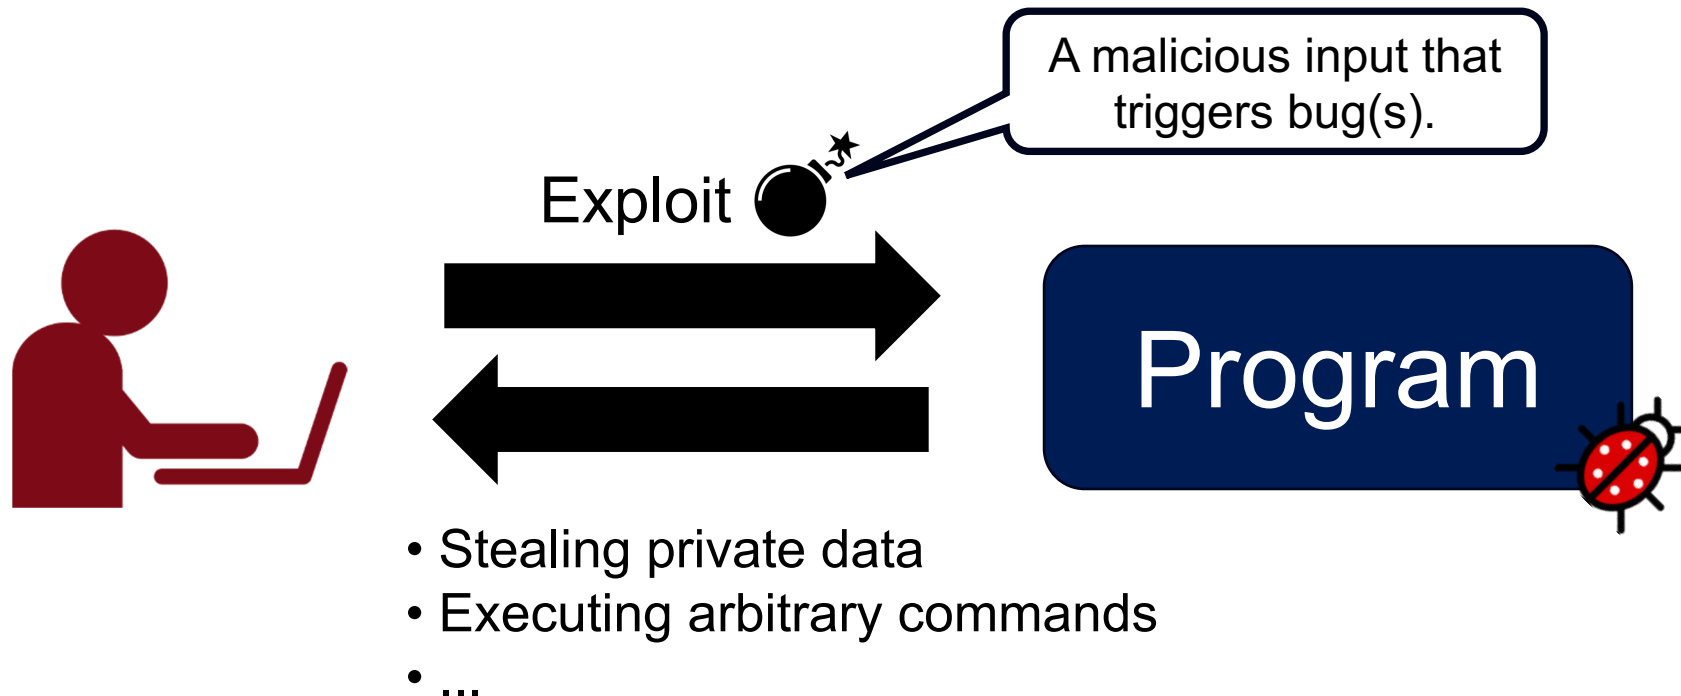 A malicious input that
triggers bug(s).
Exploit
Program
• Stealing private data
• Executing arbitrary commands
• ...